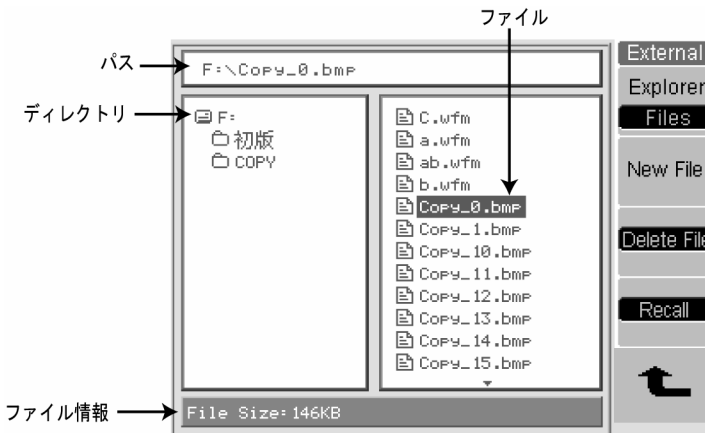 ファイル
パス
F:\Copy_0.bmp
ディレクトリ
F:
初版
COPY
C.wfm
a.wfm
ab.wfm
b.wfm
Copy_0.bmp
Copy_1.bmp
Copy_10.bmp
Copy_11.bmp
Copy_12.bmp
Copy_13.bmp
Copy_14.bmp
Copy_15.bmp
ファイル情報
File Size: 146KB
External
Explorer
Files
New File
Delete File
Recall